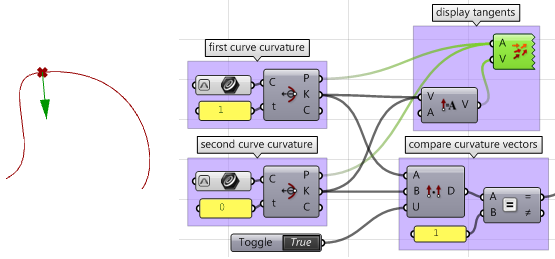 display tangents
first curve curvature
A
V
C P
K
1 t C
V V
A
second curve curvature
compare curvature vectors
C P
K
0 t C
A
B D
U
A =
B ≠
= 
1
Toggle True